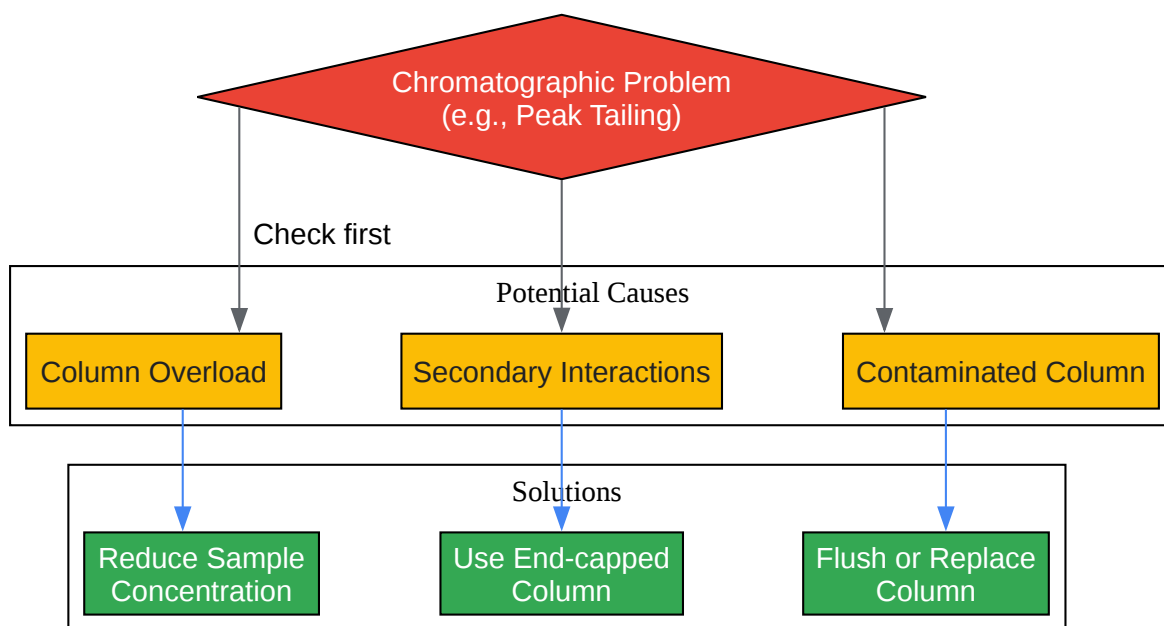 Chromatographic Problem
(e.g., Peak Tailing)
Check first
Potential Causes
Column Overload
Secondary Interactions
Contaminated Column
Solutions
Reduce Sample
Concentration
Use End-capped
Column
Flush or Replace
Column